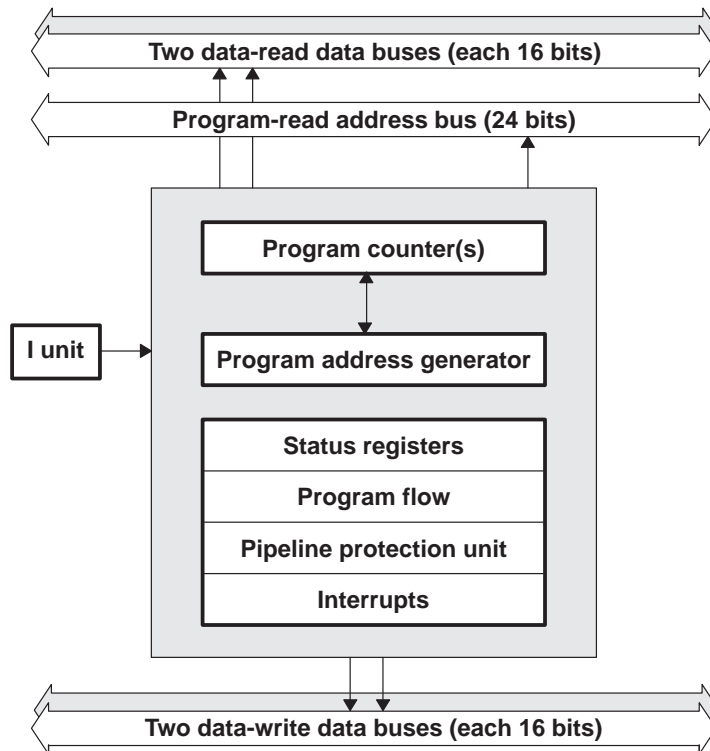 Two data-read data buses (each 16 bits)
Program-read address bus (24 bits)
Program counter(s)
I unit
Program address generator
Status registers
Program flow
Pipeline protection unit
Interrupts
Two data-write data buses (each 16 bits)